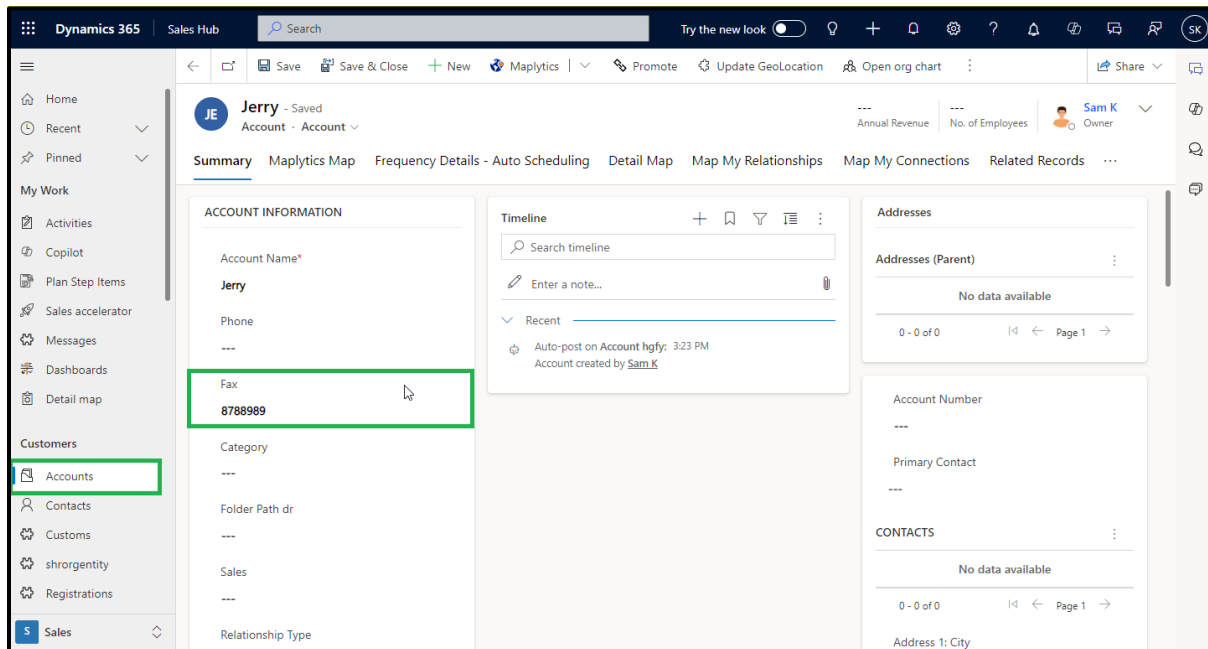 Dynamics 365
Sales Hub
Search
Try the new look
SK
Save
Save & Close
New
Maplytics
Promote
Update GeoLocation
Open org chart
Share
Home
Recent
Pinned
My Work
Activities
Copilot
Plan Step Items
Sales accelerator
Messages
Dashboards
Detail map
Customers
Accounts
Contacts
Customs
shrorgentity
Registrations
S
Sales
JE
Jerry - Saved
Account · Account
---
Annual Revenue
---
No. of Employees
Sam K
Owner
Summary
Maplytics Map
Frequency Details - Auto Scheduling
Detail Map
Map My Relationships
Map My Connections
Related Records
ACCOUNT INFORMATION
Account Name*
Jerry
Phone
---
Fax
8788989
Category
---
Folder Path dr
---
Sales
---
Relationship Type
Timeline
Search timeline
Enter a note...
Recent
Auto-post on Account hgfy: 3:23 PM
Account created by Sam K
Addresses
Addresses (Parent)
No data available
0 - 0 of 0
Page 1
Account Number
---
Primary Contact
---
CONTACTS
No data available
0 - 0 of 0
Page 1
Address 1: City